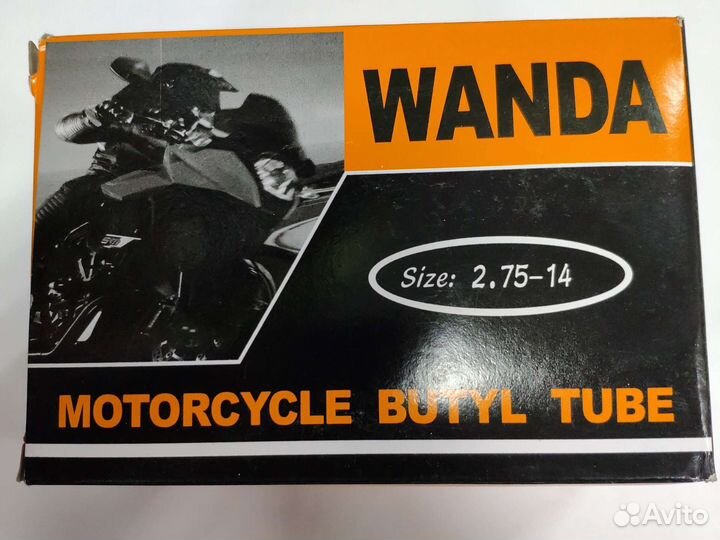 WANDA
Size: 2.75-14
MOTORCYCLE BUTYL TUBE
Avito